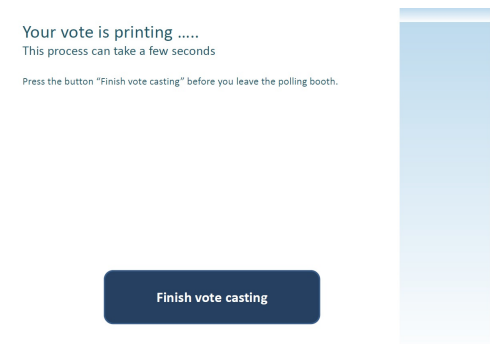 Your vote is printing .....
This process can take a few seconds
Press the button “Finish vote casting” before you leave the polling booth.
Finish vote casting